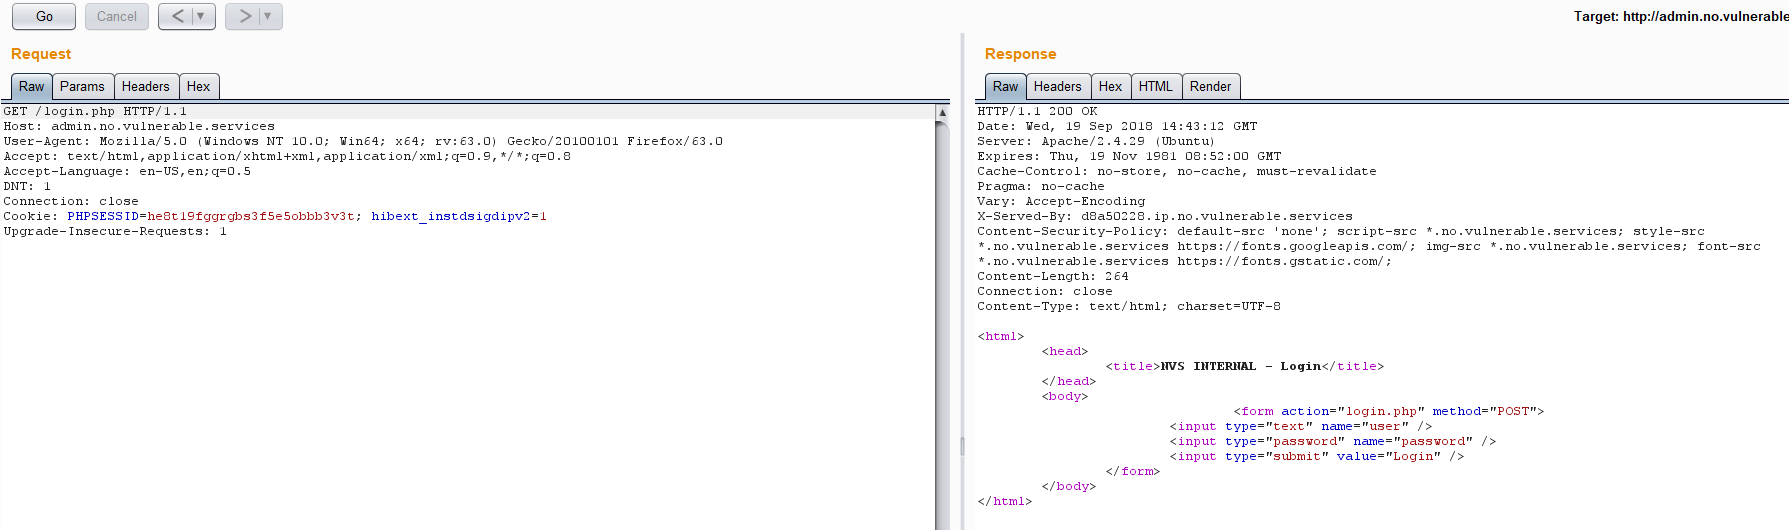 Go Cancel < ▼ > ▼ Target: http://admin.no.vulnerable
Request
Raw Params Headers Hex
GET /login.php HTTP/1.1
Host: admin.no.vulnerable.services
User-Agent: Mozilla/5.0 (Windows NT 10.0; Win64; x64; rv:63.0) Gecko/20100101 Firefox/63.0
Accept: text/html,application/xhtml+xml,application/xml;q=0.9,*/*;q=0.8
Accept-Language: en-US,en;q=0.5
DNT: 1
Connection: close
Cookie: PHPSESSID=he8t19fggrgbs3f5e5obbb3v3t; hibext_instdsigdipv2=1
Upgrade-Insecure-Requests: 1
Response
Raw Headers Hex HTML Render
HTTP/1.1 200 OK
Date: Wed, 19 Sep 2018 14:43:12 GMT
Server: Apache/2.4.29 (Ubuntu)
Expires: Thu, 19 Nov 1981 08:52:00 GMT
Cache-Control: no-store, no-cache, must-revalidate
Pragma: no-cache
Vary: Accept-Encoding
X-Served-By: d8a50228.ip.no.vulnerable.services
Content-Security-Policy: default-src 'none'; script-src *.no.vulnerable.services; style-src
*.no.vulnerable.services https://fonts.googleapis.com/; img-src *.no.vulnerable.services; font-src
*.no.vulnerable.services https://fonts.gstatic.com/;
Content-Length: 264
Connection: close
Content-Type: text/html; charset=UTF-8
<html>
<head>
<title>NVS INTERNAL - Login</title>
</head>
<body>
<form action="login.php" method="POST">
<input type="text" name="user" />
<input type="password" name="password" />
<input type="submit" value="Login" />
</form>
</body>
</html>